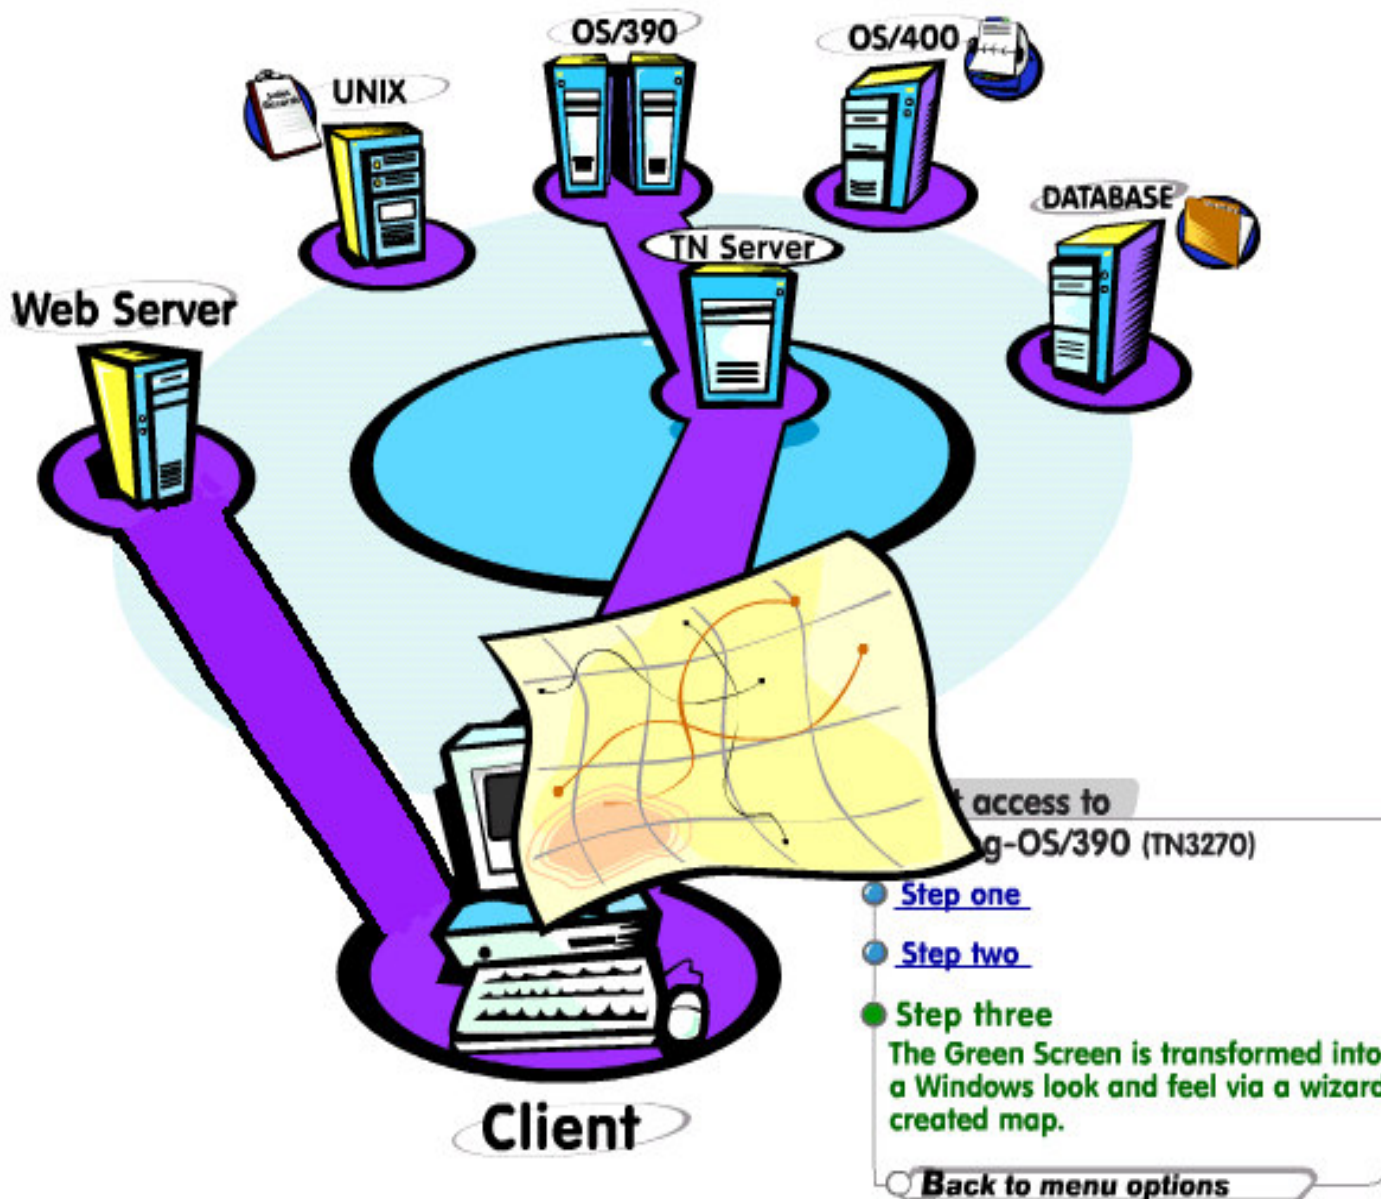 OS/390
OS/400
UNIX
DATABASE
TN Server
Web Server
t access to
g-OS/390 (TN3270)
Step one
Step two
Step three
The Green Screen is transformed into
a Windows look and feel via a wizard
created map.
Client
Back to menu options